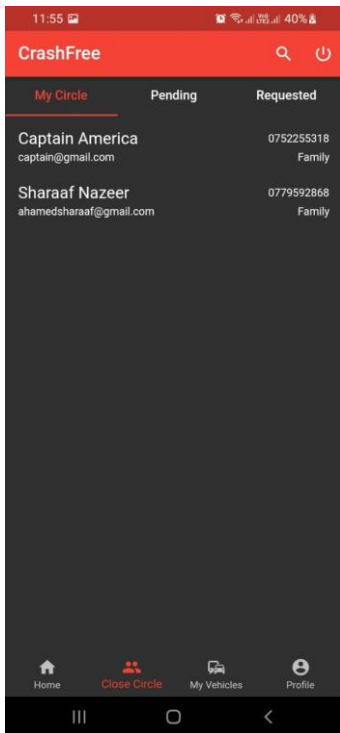 11:55 40%
CrashFree
My Circle Pending Requested
Captain America 0752255318
captain@gmail.com Family
Sharaaf Nazeer 0779592868
ahamedsharaaf@gmail.com Family
Home Close Circle My Vehicles Profile